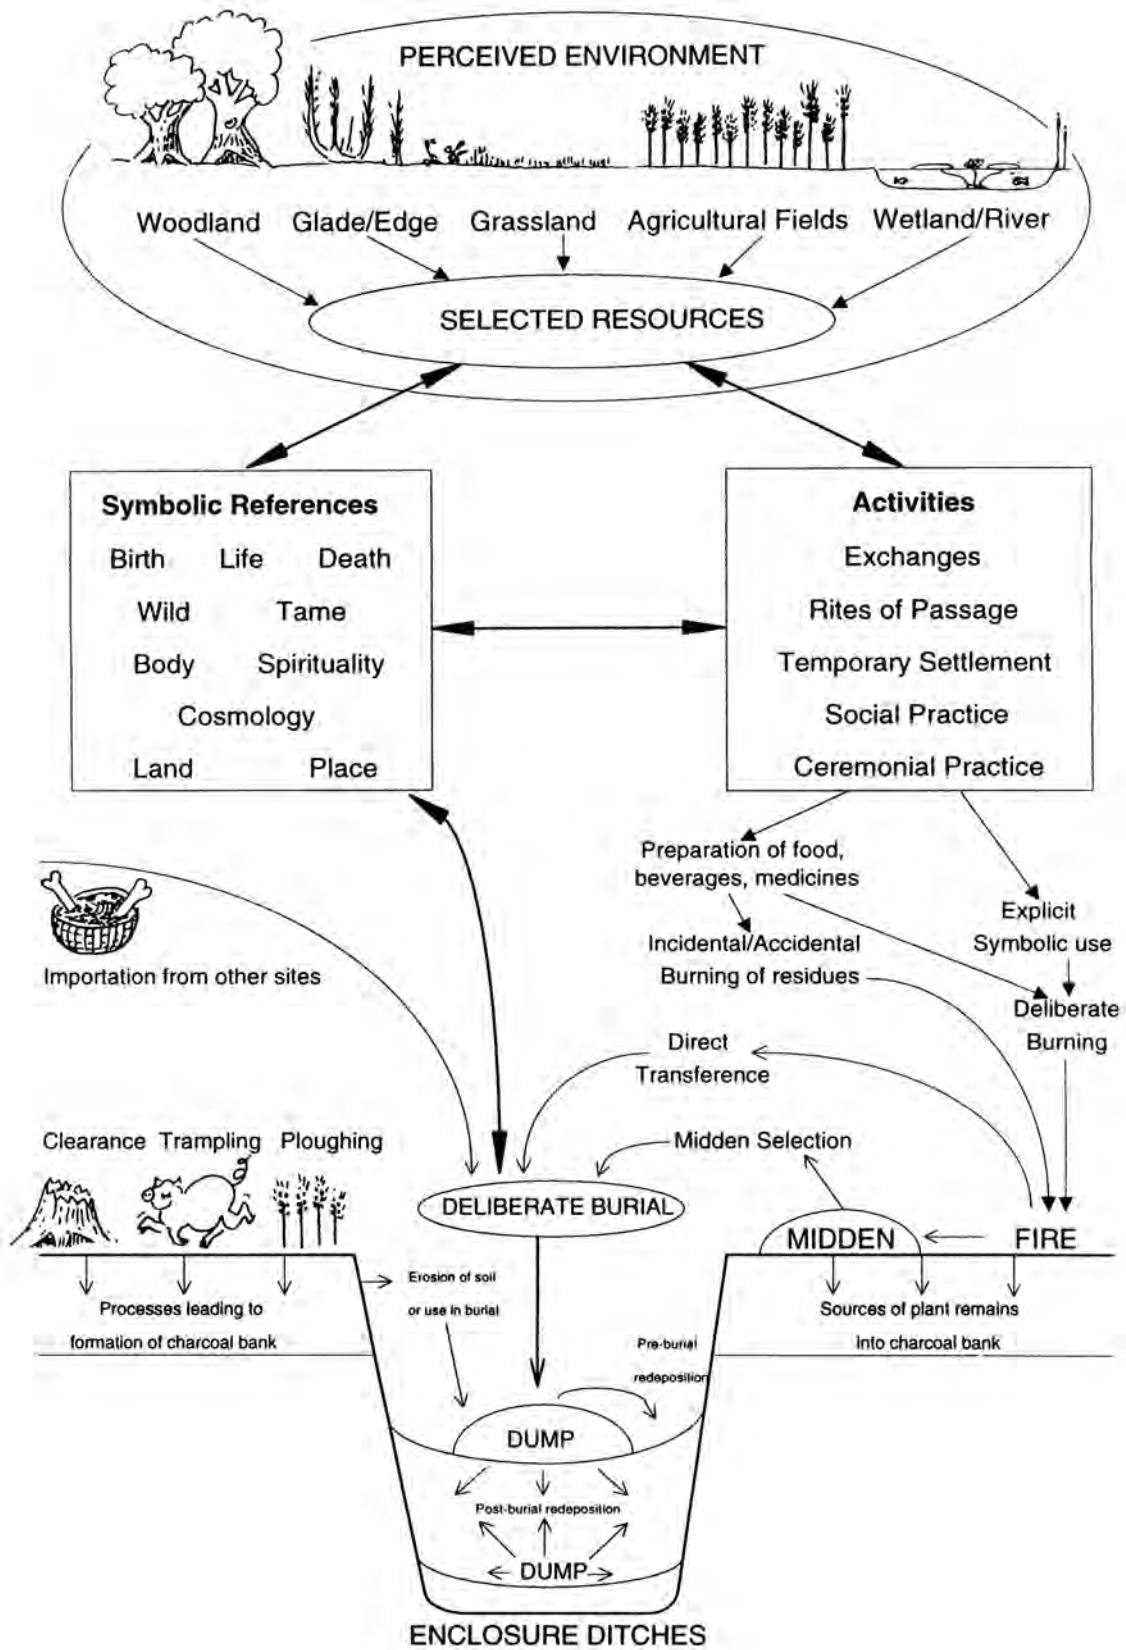 PERCEIVED ENVIRONMENT
Woodland Glade/Edge Grassland Agricultural Fields Wetland/River
SELECTED RESOURCES
Symbolic References
Birth Life Death
Wild Tame
Body Spirituality
Cosmology
Land Place
Activities
Exchanges
Rites of Passage
Temporary Settlement
Social Practice
Ceremonial Practice
Preparation of food,
beverages, medicines
Explicit
Symbolic use
Incidental/Accidental
Burning of residues
Importation from other sites
Deliberate
Burning
Direct
Transference
Clearance Trampling Ploughing
Midden Selection
DELIBERATE BURIAL
MIDDEN
FIRE
Processes leading to
formation of charcoal bank
Erosion of soil
or use in burial
Sources of plant remains
into charcoal bank
Pre-burial
redeposition
DUMP
Post-burial redeposition
DUMP
ENCLOSURE DITCHES